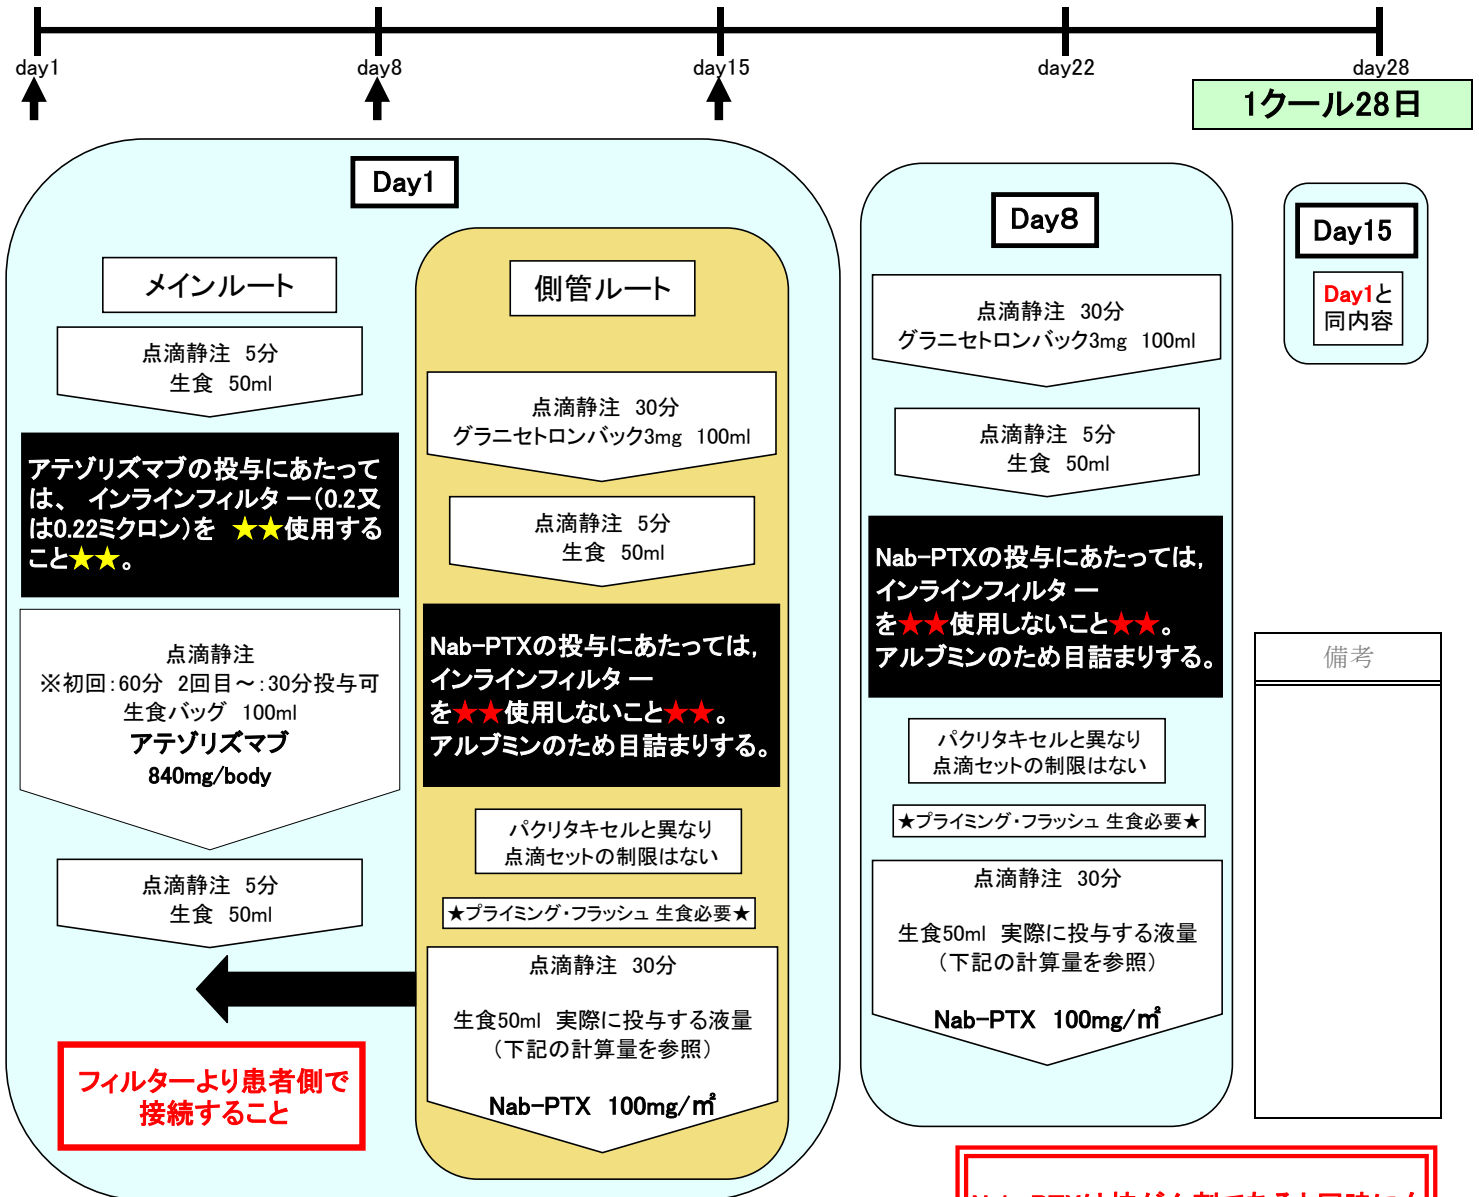 day1
day8
day15
day22
day28
1クール28日
Day1
メインルート
点滴静注 5分
生食 50ml
アテゾリズマブの投与にあたって
は、 インラインフィルター(0.2又
は0.22ミクロン)を ★★使用する
こと★★。
点滴静注
※初回:60分 2回目～:30分投与可
生食バッグ 100ml
アテゾリズマブ
840mg/body
点滴静注 5分
生食 50ml
フィルターより患者側で
接続すること
側管ルート
点滴静注 30分
グラニセトロンバック3mg 100ml
点滴静注 5分
生食 50ml
Nab-PTXの投与にあたっては,
インラインフィルター
を★★使用しないこと★★。
アルブミンのため目詰まりする。
パクリタキセルと異なり
点滴セットの制限はない
★プライミング・フラッシュ 生食必要★
点滴静注 30分
生食50ml 実際に投与する液量
(下記の計算量を参照)
Nab-PTX 100mg/㎡
Day8
点滴静注 30分
グラニセトロンバック3mg 100ml
点滴静注 5分
生食 50ml
Nab-PTXの投与にあたっては,
インラインフィルター
を★★使用しないこと★★。
アルブミンのため目詰まりする。
パクリタキセルと異なり
点滴セットの制限はない
★プライミング・フラッシュ 生食必要★
点滴静注 30分
生食50ml 実際に投与する液量
(下記の計算量を参照)
Nab-PTX 100mg/㎡
Day15
Day1と
同内容
備考